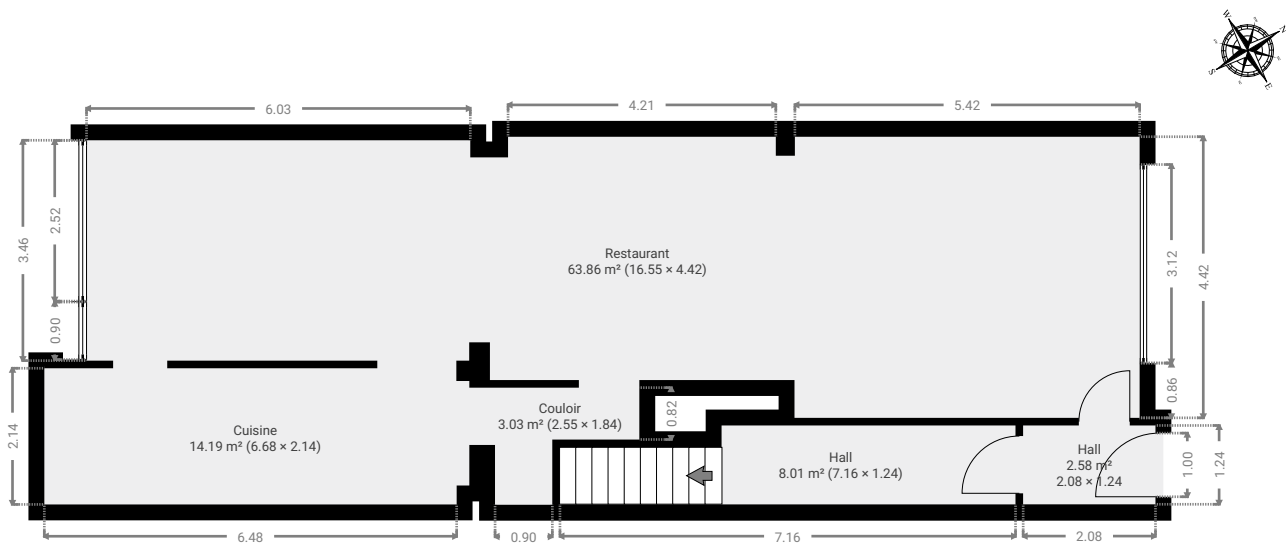 W
N
S
E
6.03
4.21
5.42
3.46
2.52
0.90
Restaurant
63.86 m² (16.55 × 4.42)
3.12
4.42
0.86
2.14
Cuisine
14.19 m² (6.68 × 2.14)
Couloir
3.03 m² (2.55 × 1.84)
0.82
Hall
8.01 m² (7.16 × 1.24)
Hall
2.58 m²
2.08 × 1.24
1.00
1.24
6.48
0.90
7.16
2.08